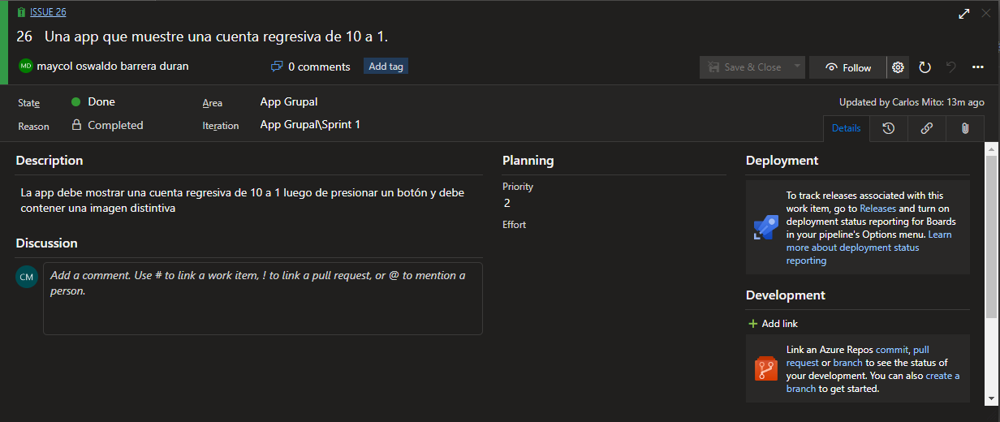 ISSUE 26
26 Una app que muestre una cuenta regresiva de 10 a 1.
MD maycol oswaldo barrera duran
0 comments
Add tag
Save & Close
Follow
State
Done
Area
App Grupal
Updated by Carlos Mito: 13m ago
Reason
Completed
Iteration
App Grupal\Sprint 1
Details
Description
La app debe mostrar una cuenta regresiva de 10 a 1 luego de presionar un botón y debe
contener una imagen distintiva
Discussion
CM
Add a comment. Use # to link a work item, ! to link a pull request, or @ to mention a
person.
Planning
Priority
2
Effort
Deployment
To track releases associated with this
work item, go to Releases and turn on
deployment status reporting for Boards
in your pipeline's Options menu. Learn
more about deployment status
reporting
Development
Add link
Link an Azure Repos commit, pull
request or branch to see the status of
your development. You can also create a
branch to get started.